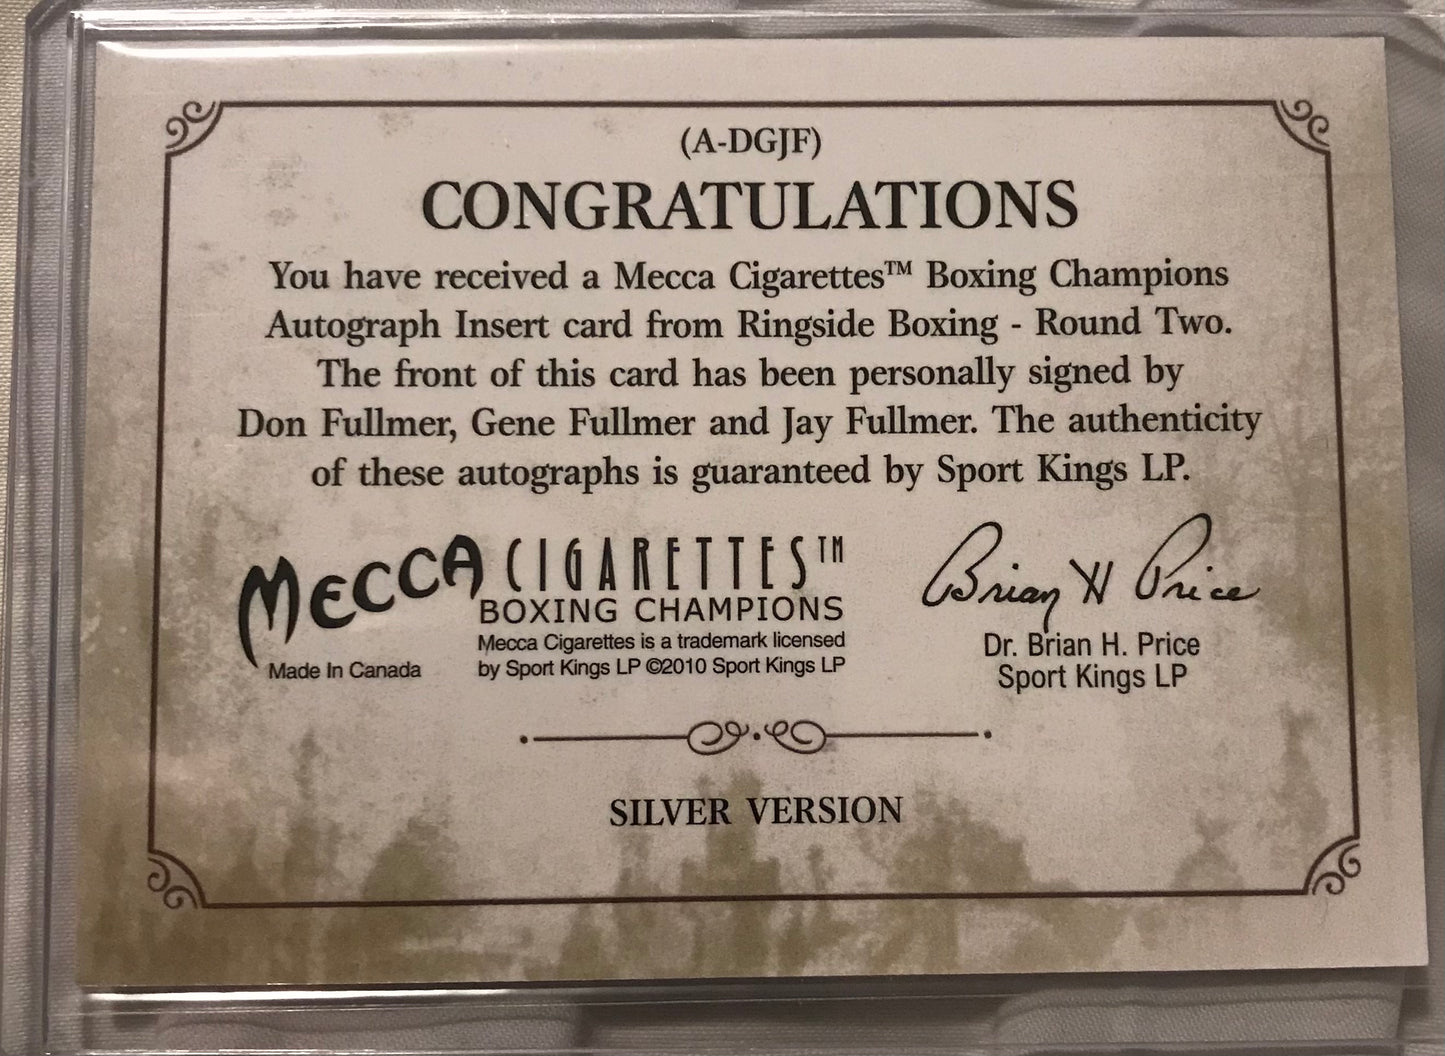 (A-DGJF)
CONGRATULATIONS
You have received a Mecca Cigarettes™ Boxing Champions
Autograph Insert card from Ringside Boxing - Round Two.
The front of this card has been personally signed by
Don Fullmer, Gene Fullmer and Jay Fullmer. The authenticity
of these autographs is guaranteed by Sport Kings LP.
MECCA CIGARETTES™
BOXING CHAMPIONS
Made In Canada
Mecca Cigarettes is a trademark licensed
by Sport Kings LP ©2010 Sport Kings LP
Brian H Price
Dr. Brian H. Price
Sport Kings LP
SILVER VERSION